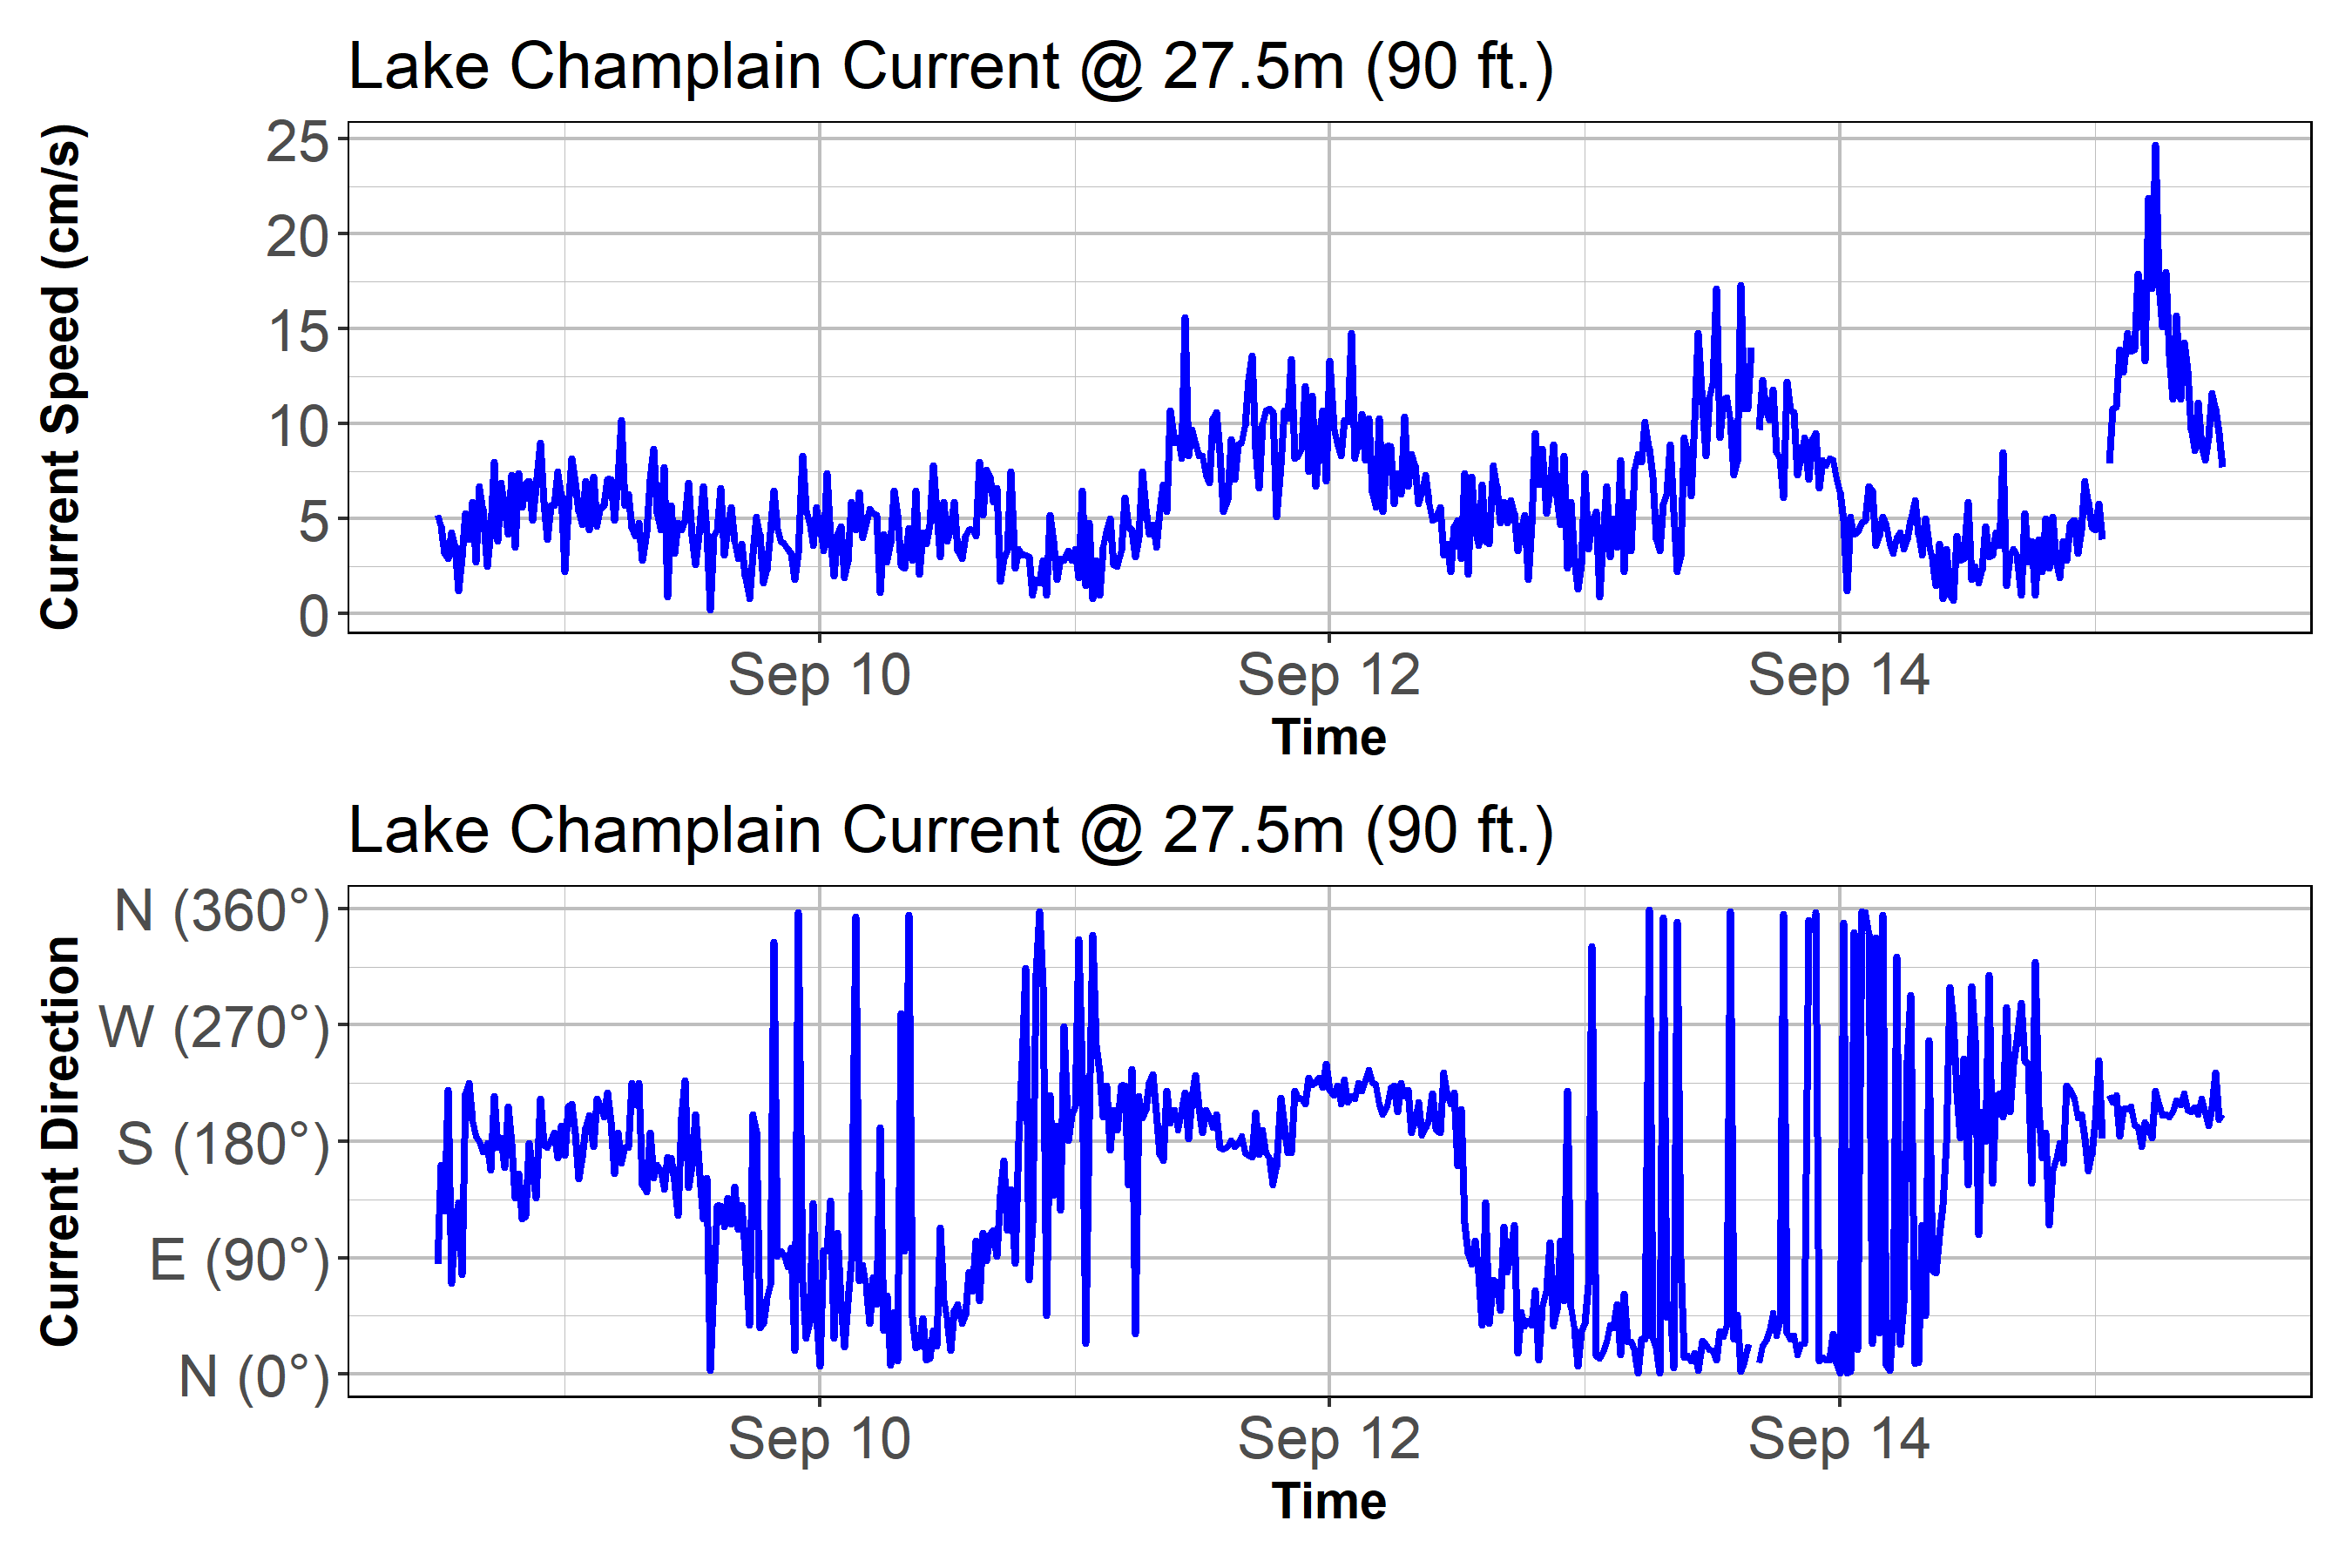 Lake Champlain Current @ 27.5m (90 ft.)
Current Speed (cm/s)
25
20
15
10
5
0
Sep 10
Sep 12
Sep 14
Time
Lake Champlain Current @ 27.5m (90 ft.)
Current Direction
N (360°)
W (270°)
S (180°)
E (90°)
N (0°)
Sep 10
Sep 12
Sep 14
Time